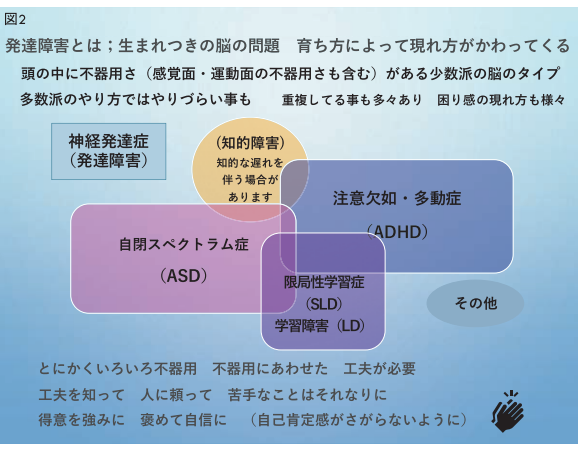 図2
発達障害とは；生まれつきの脳の問題　育ち方によって現れ方がかわってくる
頭の中に不器用さ（感覚面・運動面の不器用さも含む）がある少数派の脳のタイプ
多数派のやり方ではやりづらい事も　重複してる事も多々あり　困り感の現れ方も様々
神経発達症
（発達障害）
（知的障害）
知的な遅れを
伴う場合が
あります
注意欠如・多動症
（ADHD）
自閉スペクトラム症
（ASD）
限局性学習症
（SLD）
学習障害（LD）
その他
とにかくいろいろ不器用　不器用にあわせた　工夫が必要
工夫を知って　人に頼って　苦手なことはそれなりに
得意を強みに　褒めて自信に　（自己肯定感がさがらないように）